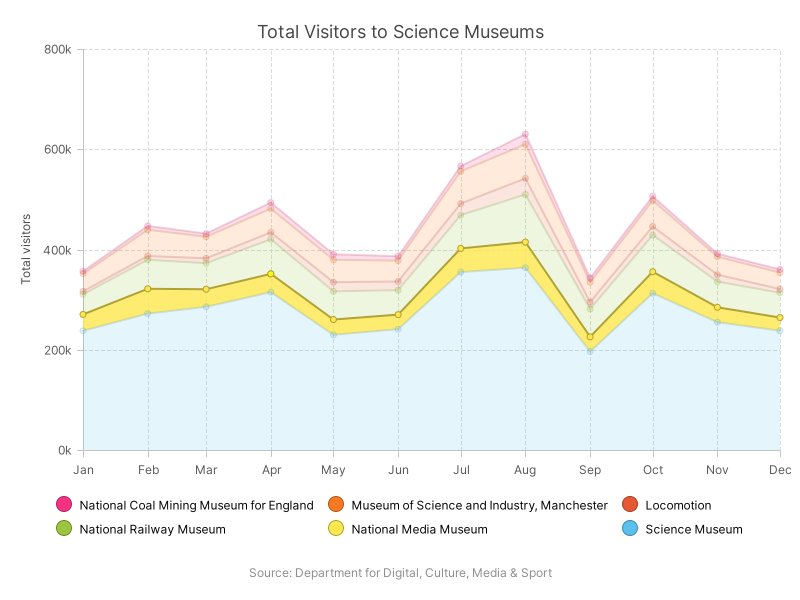 Total Visitors to Science Museums
800k
600k
400k
200k
0k
Total visitors
Jan Feb Mar Apr May Jun Jul Aug Sep Oct Nov Dec
National Coal Mining Museum for England Museum of Science and Industry, Manchester Locomotion
National Railway Museum National Media Museum Science Museum
Source: Department for Digital, Culture, Media & Sport